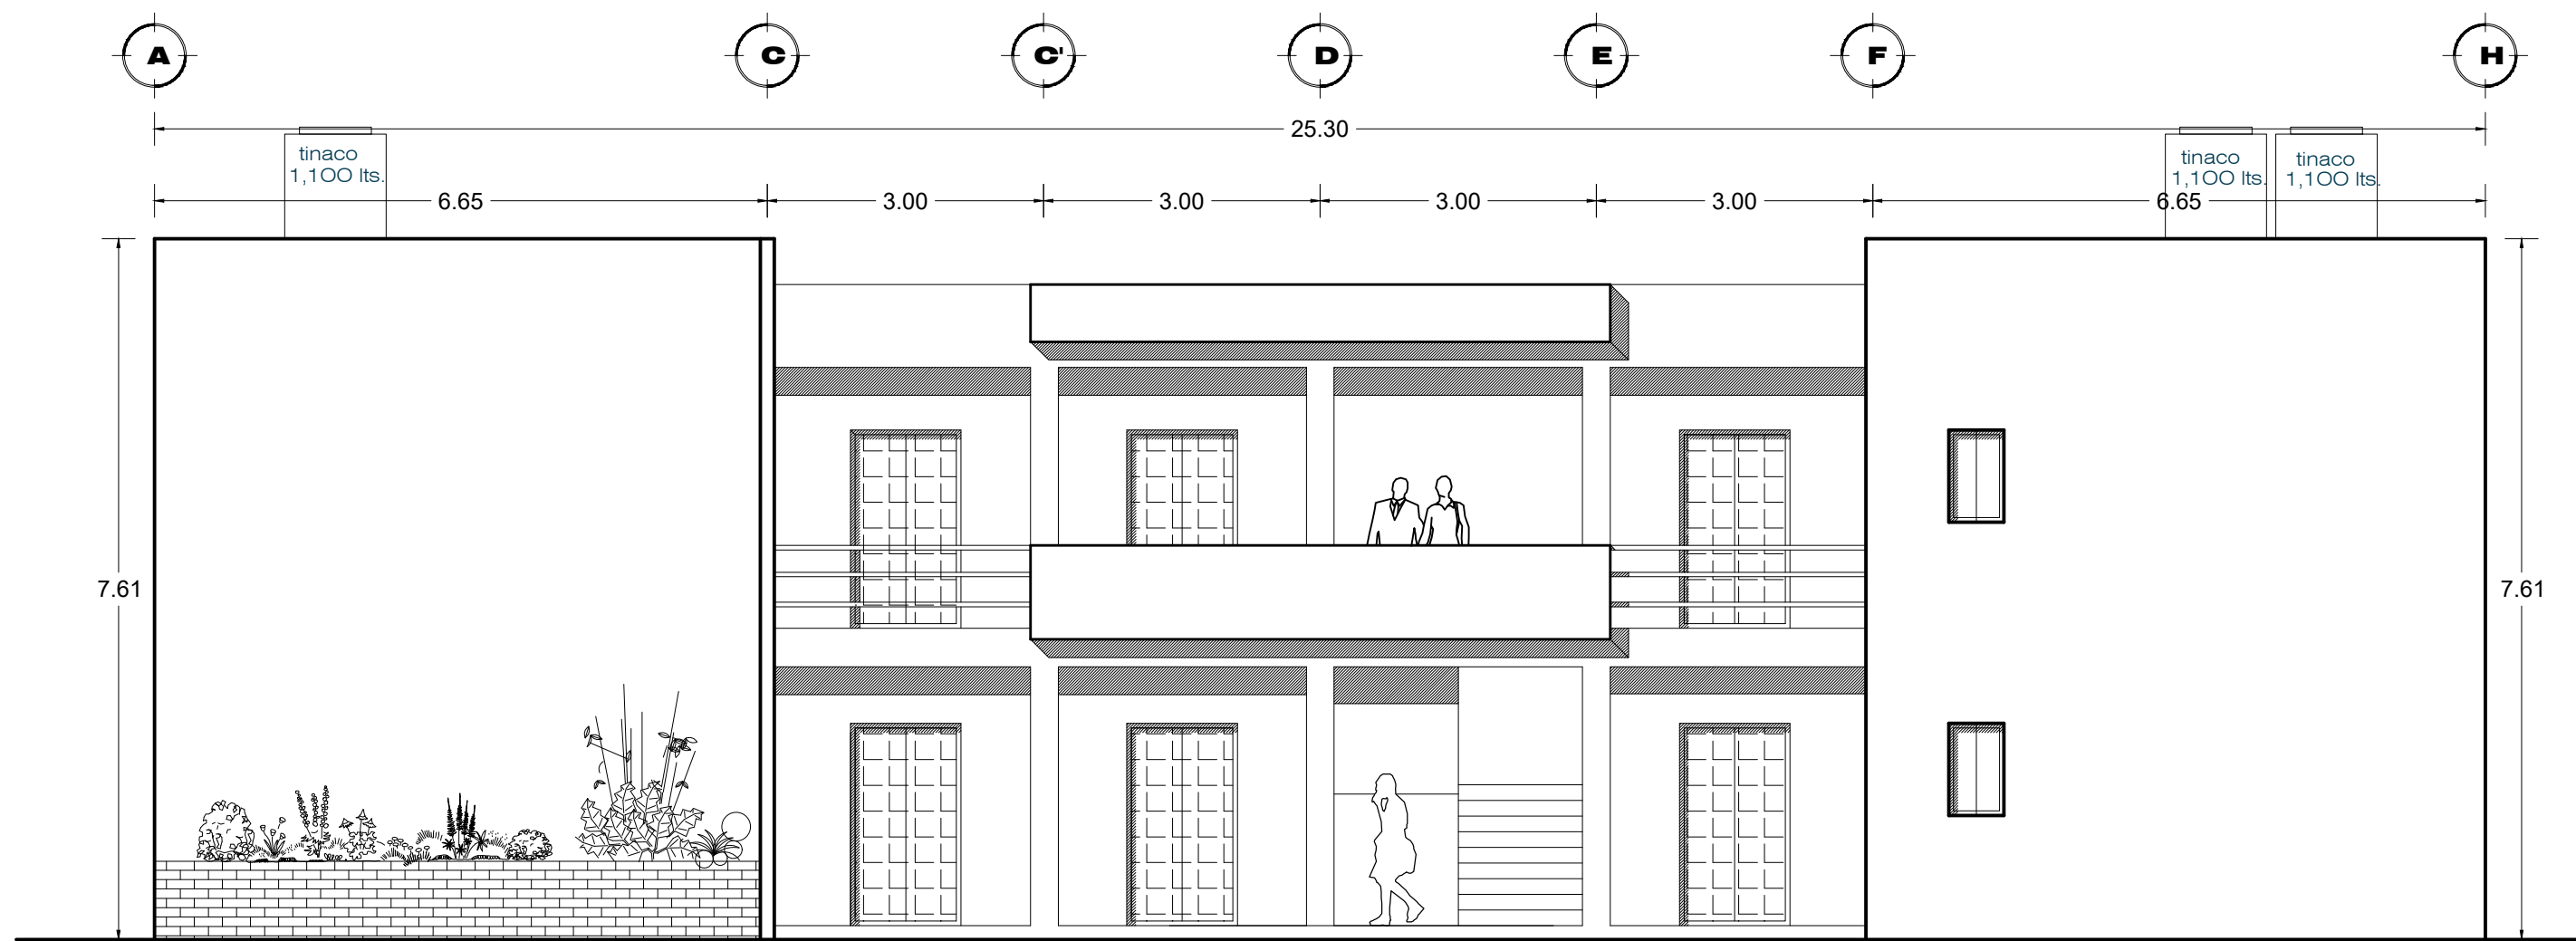 A
C
C'
D
E
F
H
25.30
tinaco
1,100 lts.
tinaco
1,100 lts.
tinaco
1,100 lts.
6.65
3.00
3.00
3.00
3.00
6.65
7.61
7.61